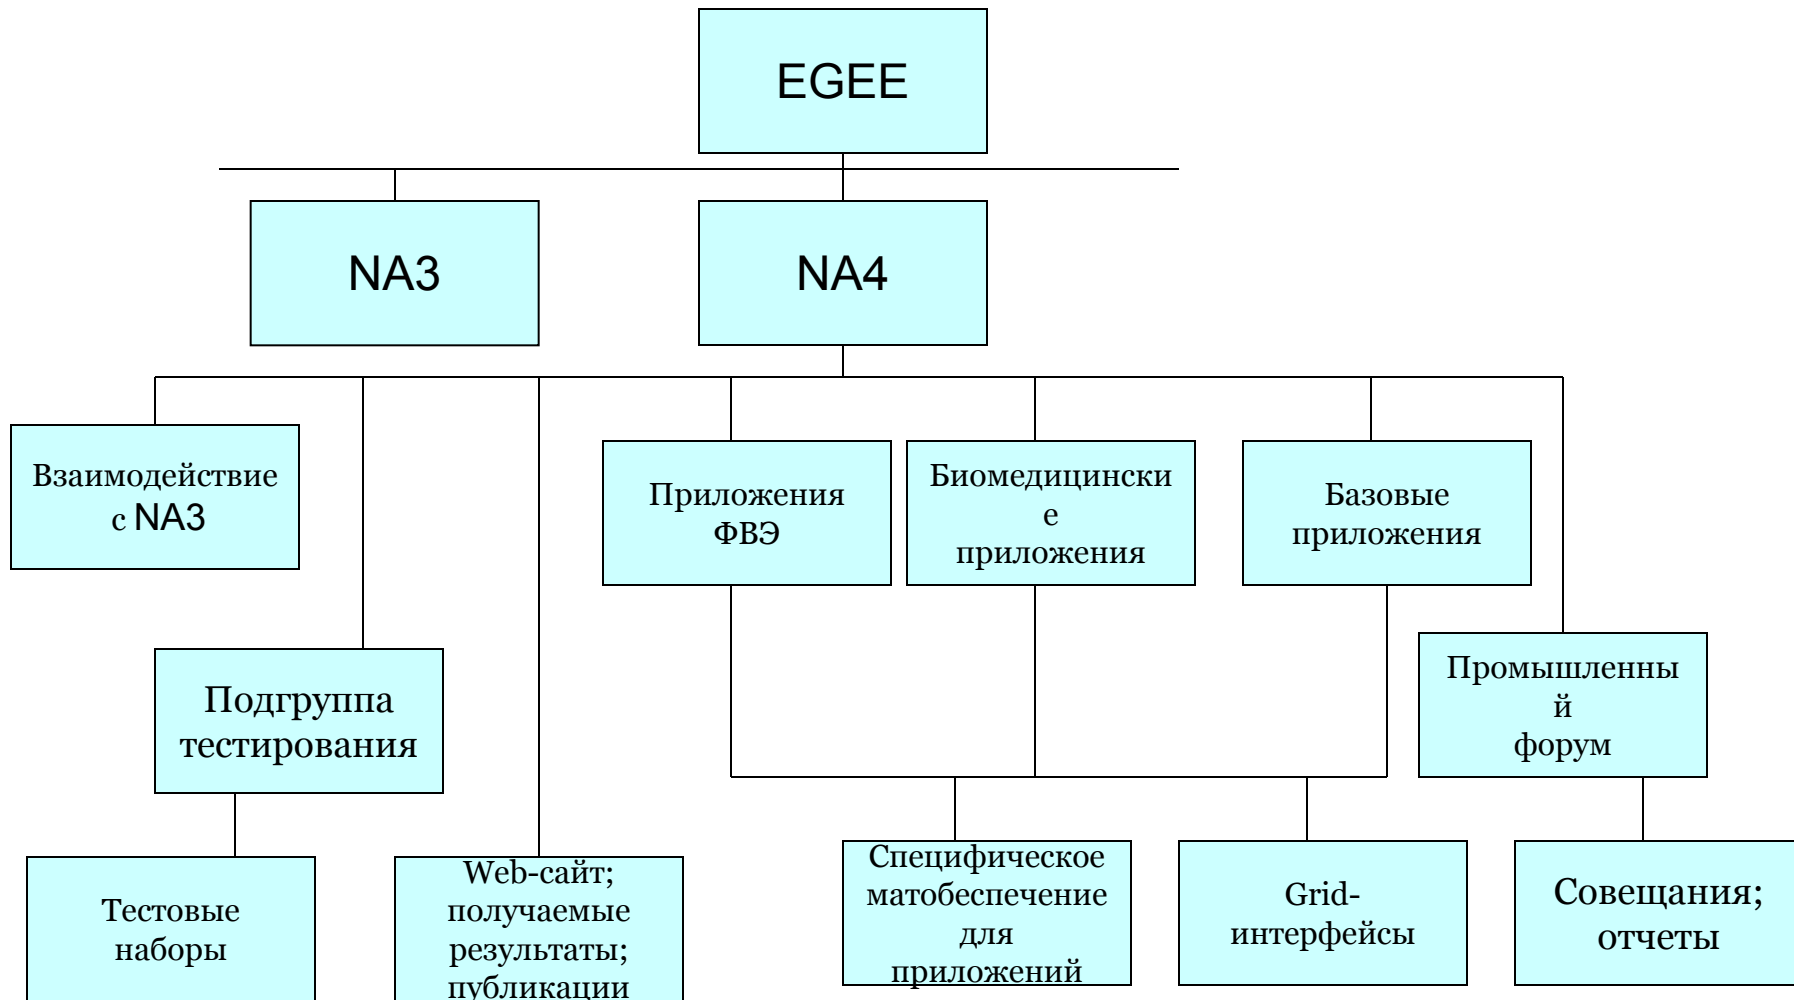 EGEE
NA3
NA4
Взаимодействие
с NA3
Приложения
ФВЭ
Биомедицински
е
приложения
Базовые
приложения
Подгруппа
тестирования
Промышленны
й
форум
Тестовые
наборы
Web-сайт;
получаемые
результаты;
публикации
Специфическое
матобеспечение
для
приложений
Grid-
интерфейсы
Совещания;
отчеты